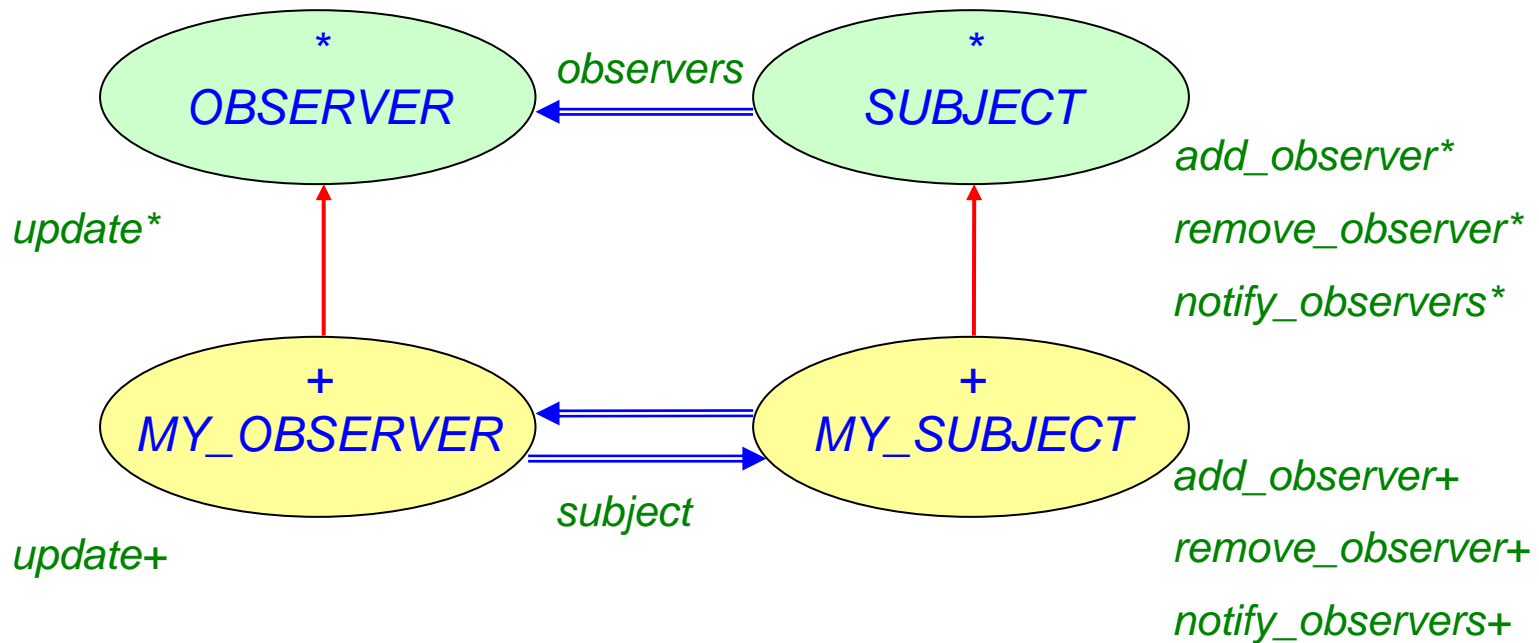 *
OBSERVER
observers
*
SUBJECT
update*
add_observer*
remove_observer*
notify_observers*
+
MY_OBSERVER
+
MY_SUBJECT
subject
update+
add_observer+
remove_observer+
notify_observers+